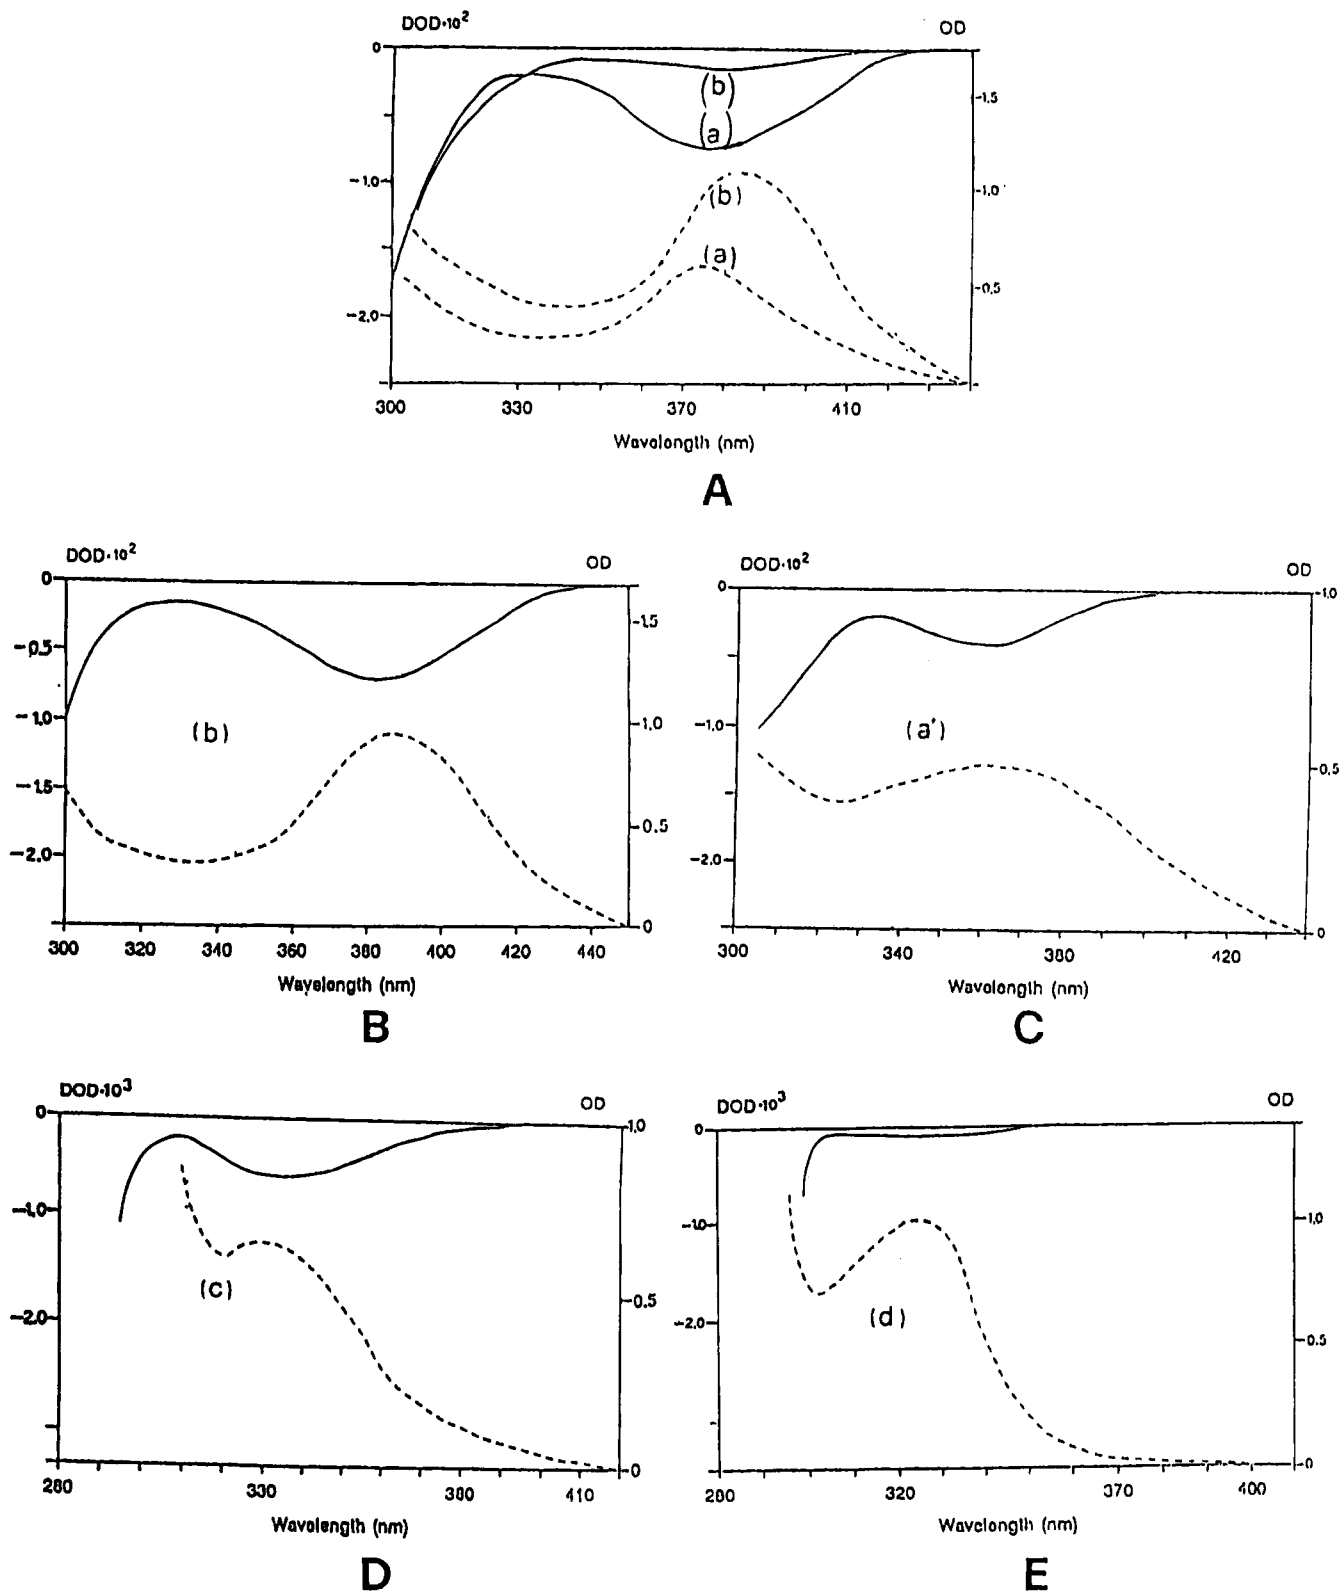 DOD·10²
OD
0
-1.0
-2.0
-1.5
-1.0
-0.5
(b)
(a)
(b)
(a)
300 330 370 410
Wavelength (nm)
A
DOD·10²
OD
0
-0.5
-1.0
-1.5
-2.0
-1.5
-1.0
-0.5
0
(b)
300 320 340 360 380 400 420 440
Wavelength (nm)
B
DOD·10²
OD
0
-1.0
-2.0
1.0
0.5
0
(a')
300 340 380 420
Wavelength (nm)
C
DOD·10³
OD
0
-1.0
-2.0
1.0
0.5
0
(c)
280 330 380 410
Wavelength (nm)
D
DOD·10³
OD
0
-1.0
-2.0
1.0
0.5
0
(d)
280 320 370 400
Wavelength (nm)
E